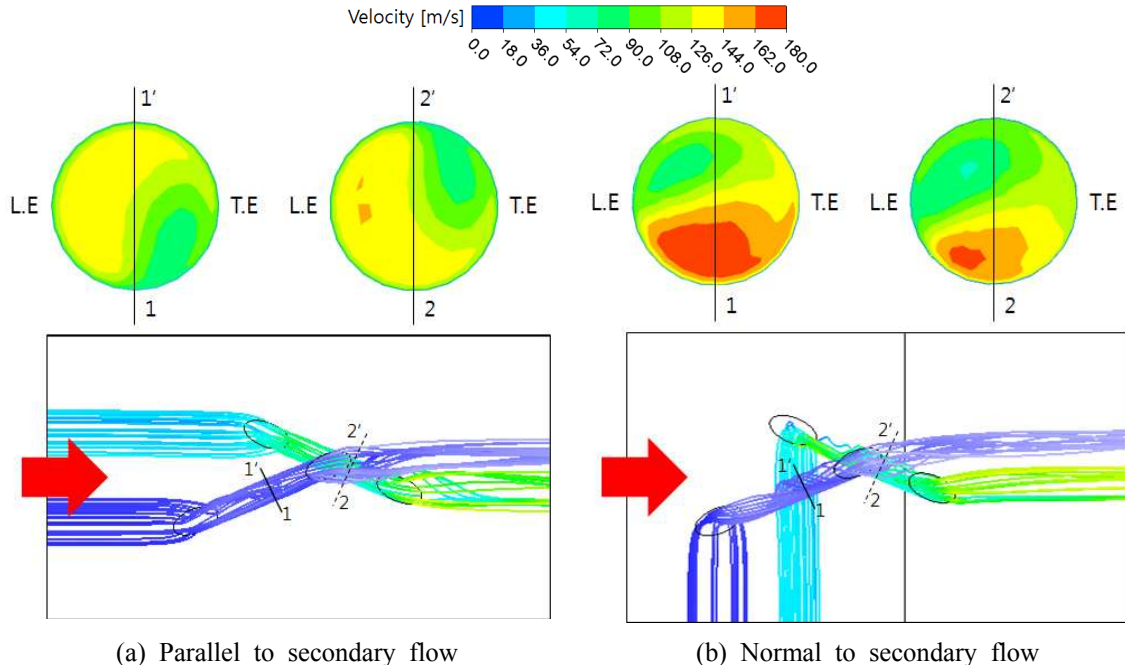 Velocity [m/s]
0.0 18.0 36.0 54.0 72.0 90.0 108.0 126.0 144.0 162.0 180.0
1' 2' 1' 2'
L.E T.E L.E T.E L.E T.E L.E T.E
1 2 1 2
2' 2'
1' 1'
2 2
1 1
(a) Parallel to secondary flow
(b) Normal to secondary flow